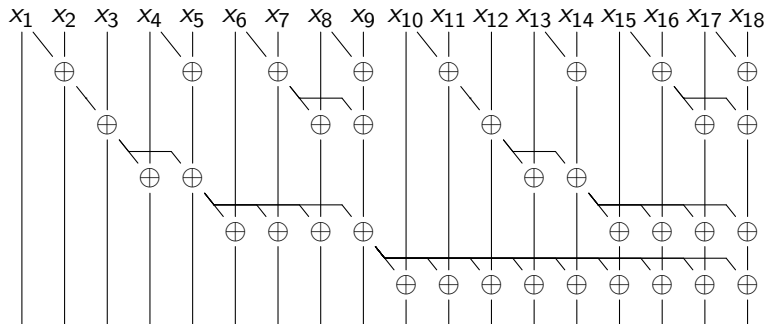 x₁ x₂ x₃ x₄ x₅ x₆ x₇ x₈ x₉ x₁₀ x₁₁ x₁₂ x₁₃ x₁₄ x₁₅ x₁₆ x₁₇ x₁₈